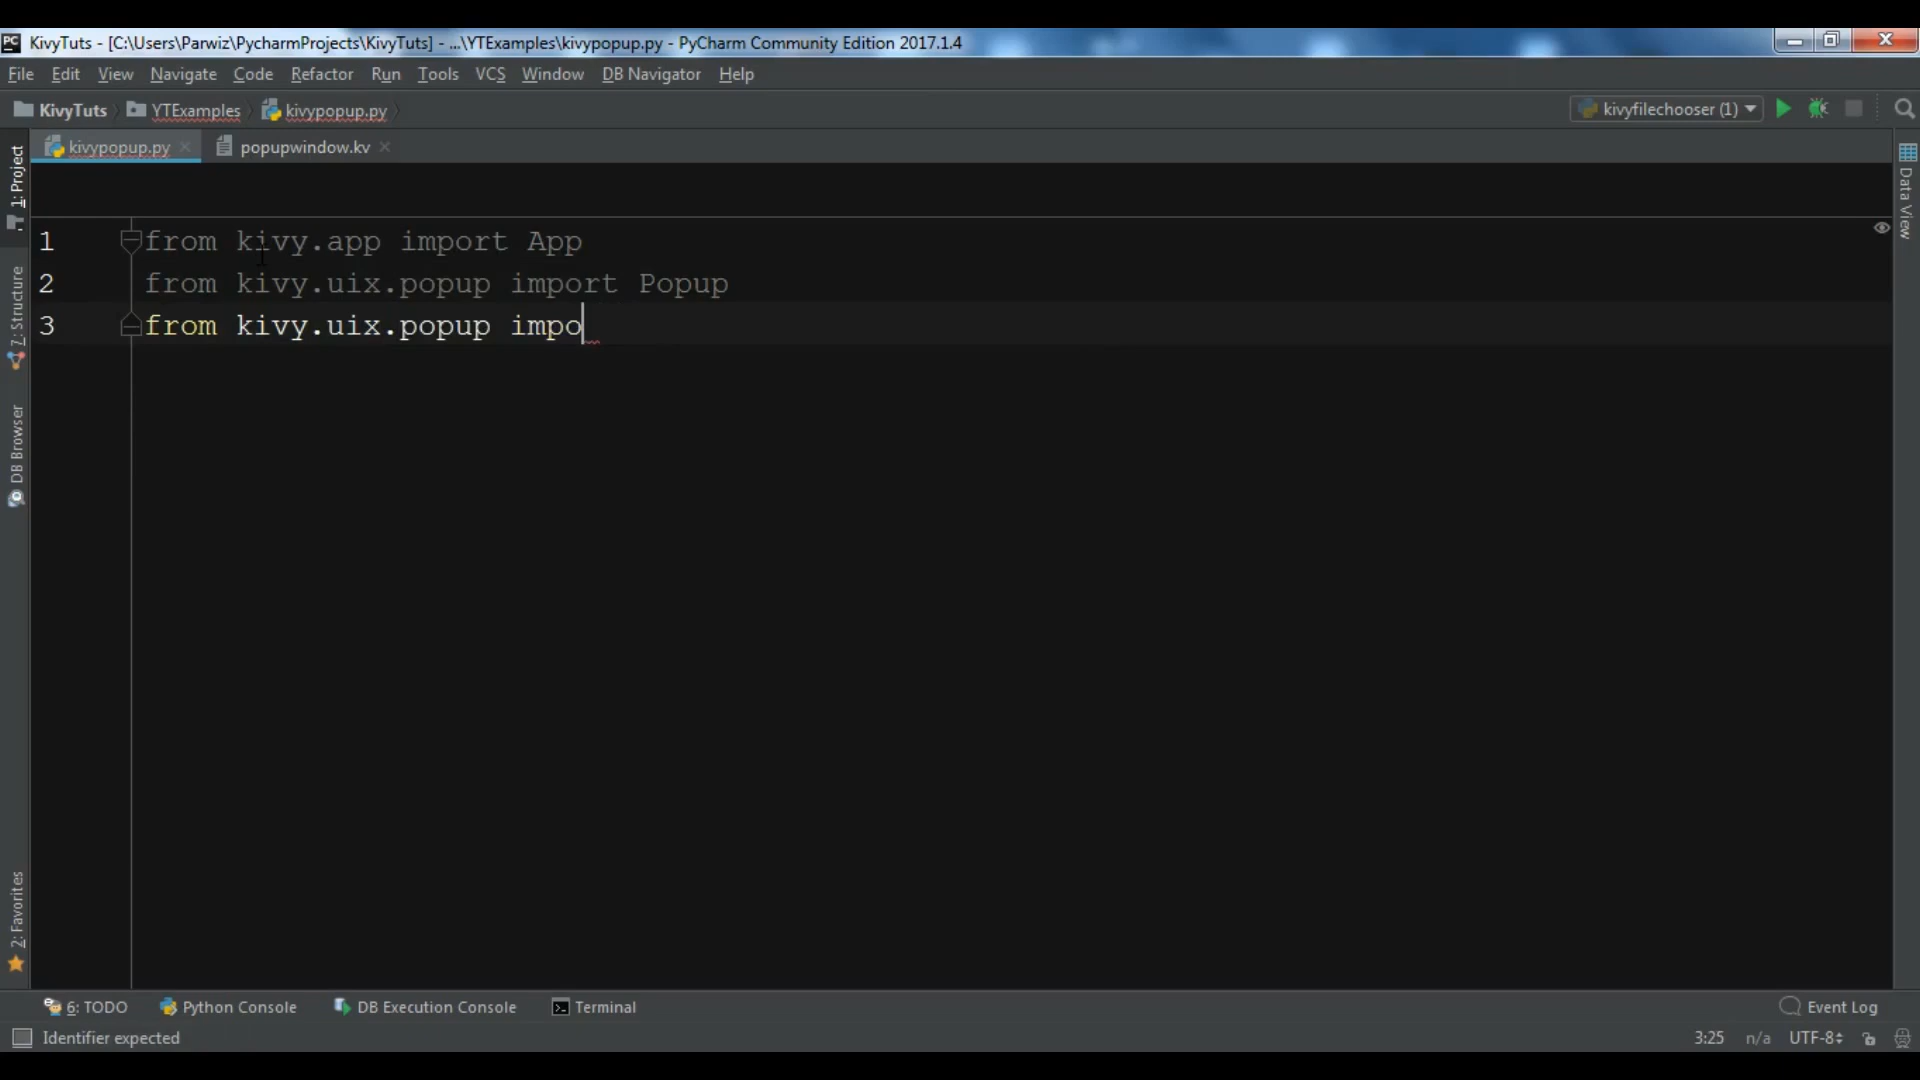 KivyTuts - [C:\Users\Parwiz\PycharmProjects\KivyTuts] - ...\YTExamples\kivypopup.py - PyCharm Community Edition 2017.1.4
File Edit View Navigate Code Refactor Run Tools VCS Window DB Navigator Help
KivyTuts YTExamples kivypopup.py kivyfilechooser (1)
kivypopup.py popupwindow.kv
1: Project
7: Structure
DB Browser
2: Favorites
Data View
1 from kivy.app import App
2 from kivy.uix.popup import Popup
3 from kivy.uix.popup impo
6: TODO Python Console DB Execution Console Terminal Event Log
Identifier expected 3:25 n/a UTF-8